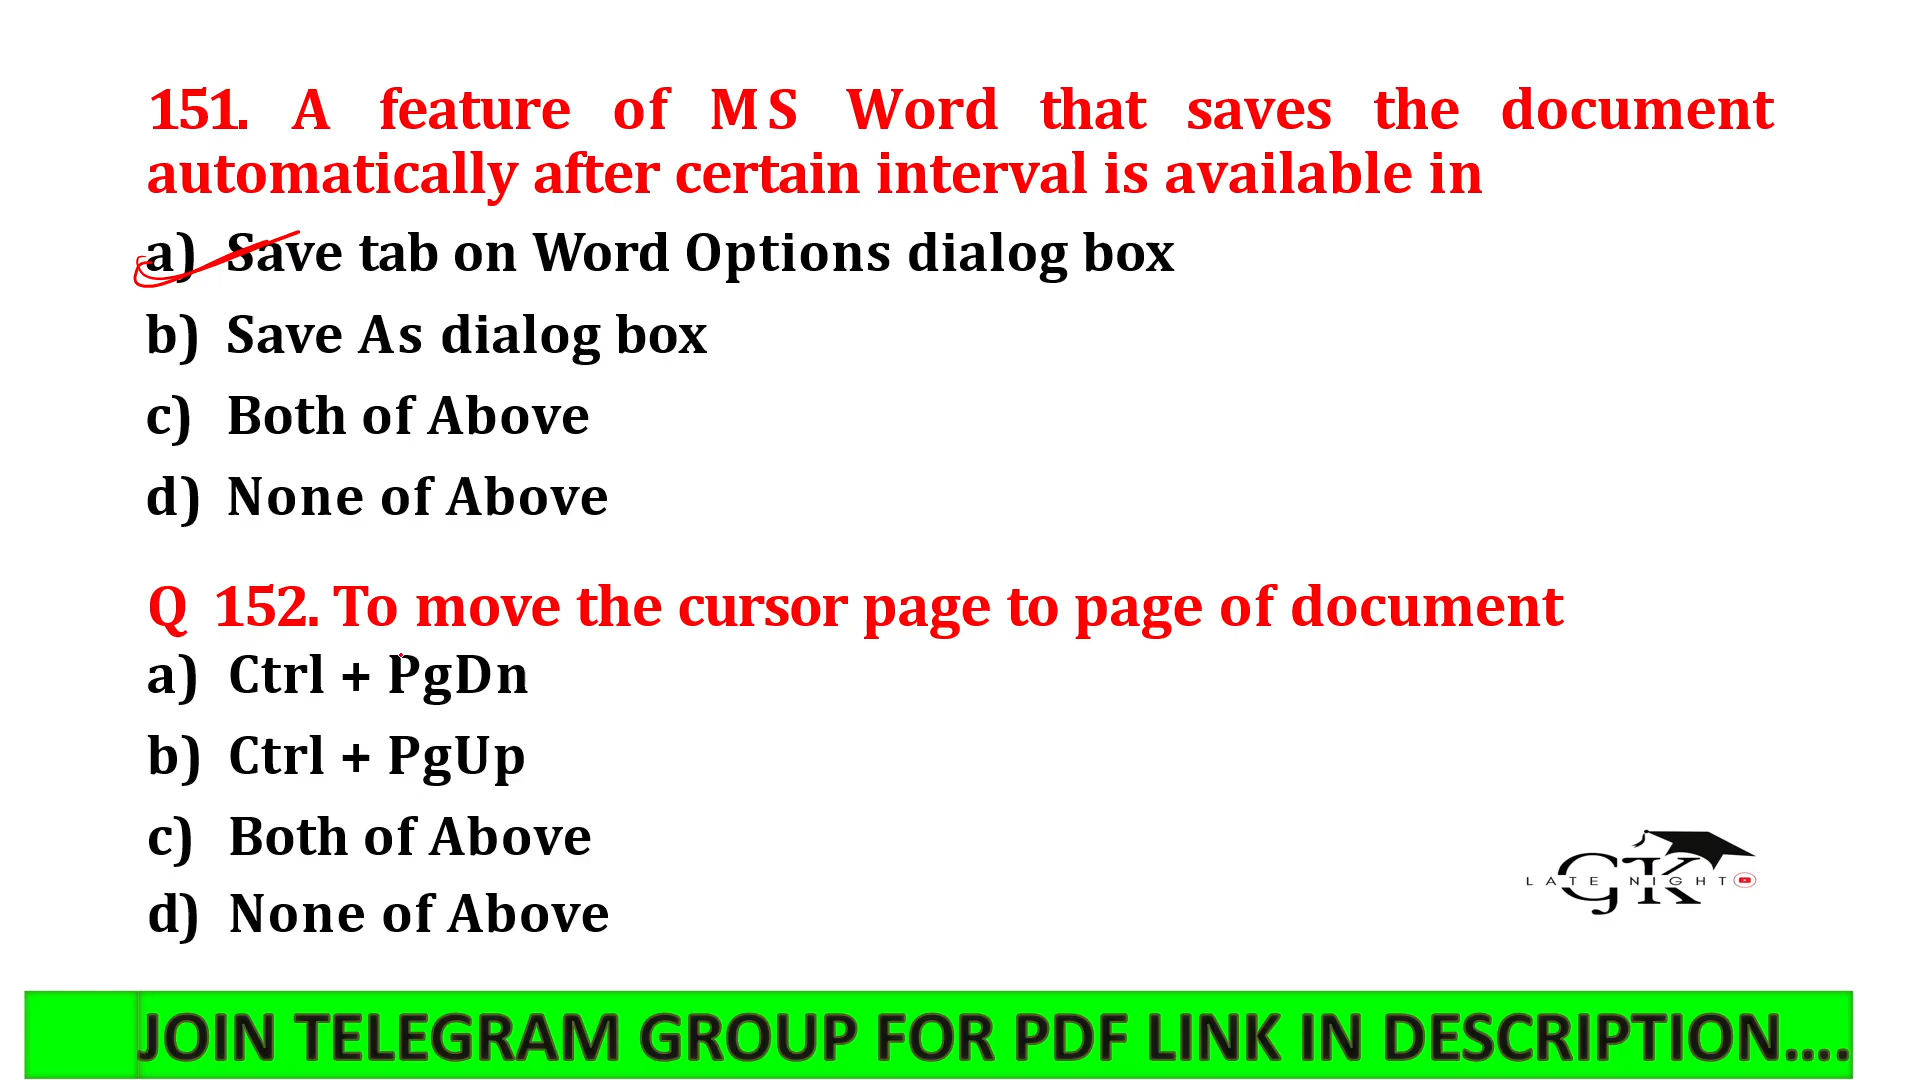 151. A feature of MS Word that saves the document
automatically after certain interval is available in
a) Save tab on Word Options dialog box
b) Save As dialog box
c) Both of Above
d) None of Above
Q 152. To move the cursor page to page of document
a) Ctrl + PgDn
b) Ctrl + PgUp
c) Both of Above
d) None of Above
GK
LATE NIGHT
JOIN TELEGRAM GROUP FOR PDF LINK IN DESCRIPTION....